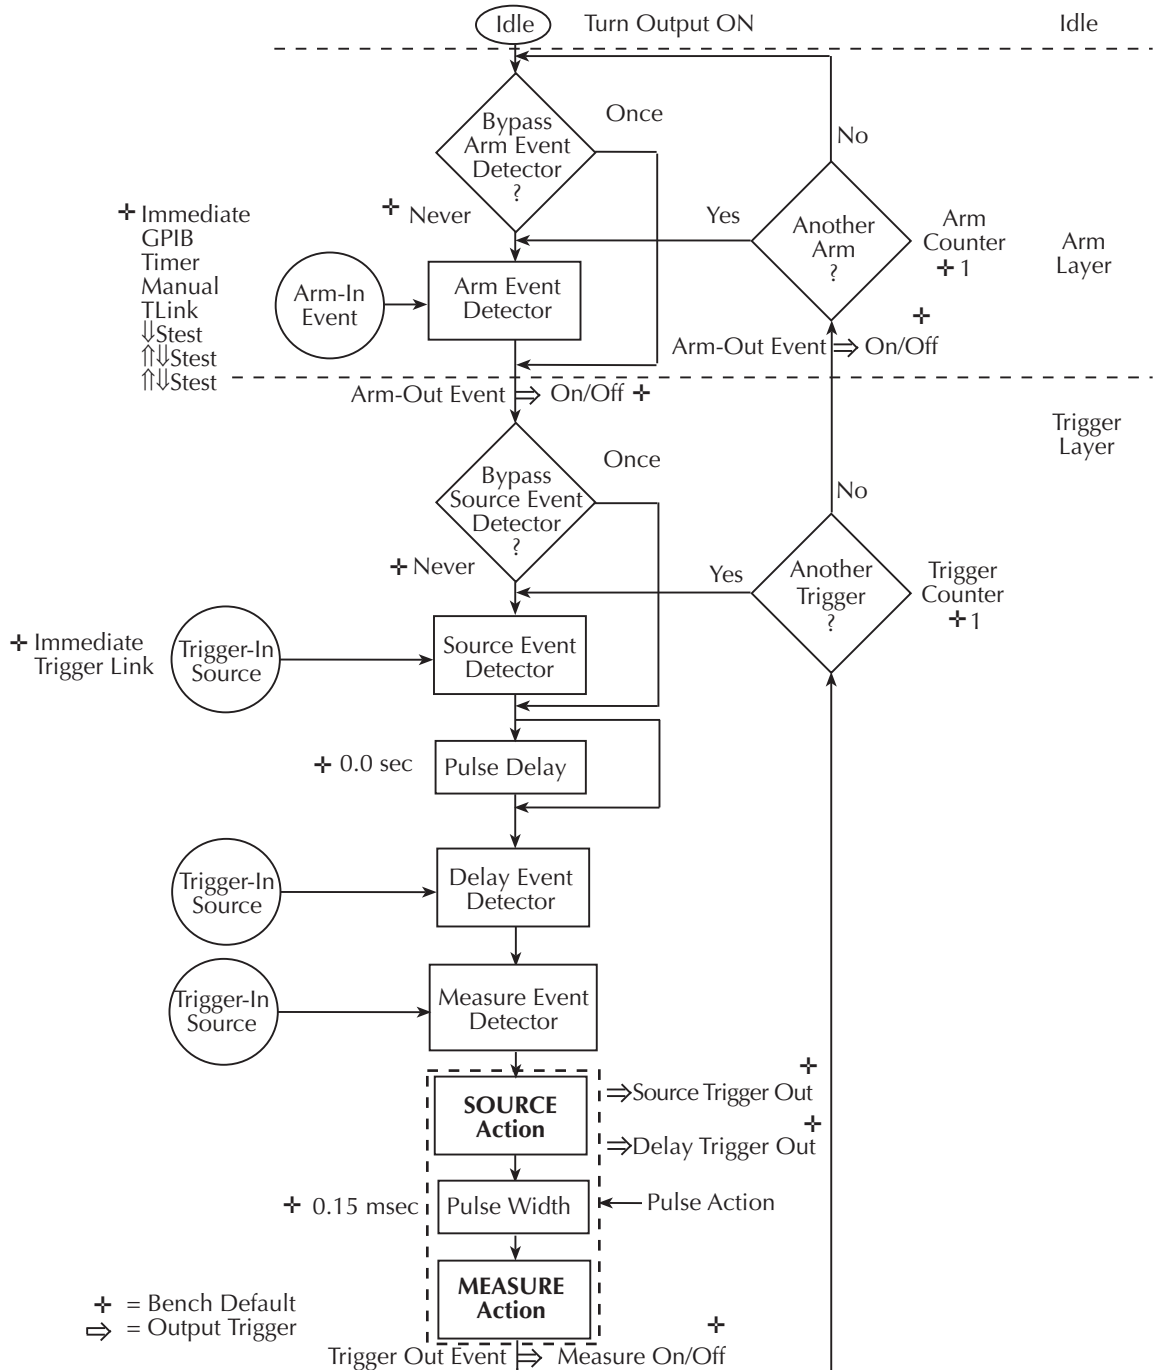 Idle
Turn Output ON
Idle
Bypass
Arm Event
Detector
?
Once
No
✛ Immediate
GPIB
Timer
Manual
TLink
⇓Stest
⇑⇓Stest
⇑⇓Stest
✛ Never
Yes
Another
Arm
?
Arm
Counter
✛ 1
Arm
Layer
Arm-In
Event
Arm Event
Detector
✛
Arm-Out Event ⇒ On/Off
Arm-Out Event ⇒ On/Off ✛
Trigger
Layer
Bypass
Source Event
Detector
?
Once
No
✛ Never
Yes
Another
Trigger
?
Trigger
Counter
✛ 1
✛ Immediate
Trigger Link
Trigger-In
Source
Source Event
Detector
✛ 0.0 sec
Pulse Delay
Trigger-In
Source
Delay Event
Detector
Trigger-In
Source
Measure Event
Detector
SOURCE
Action
✛
⇒Source Trigger Out
✛
⇒Delay Trigger Out
✛ 0.15 msec
Pulse Width
Pulse Action
MEASURE
Action
✛ = Bench Default
⇒ = Output Trigger
✛
Trigger Out Event ⇒ Measure On/Off